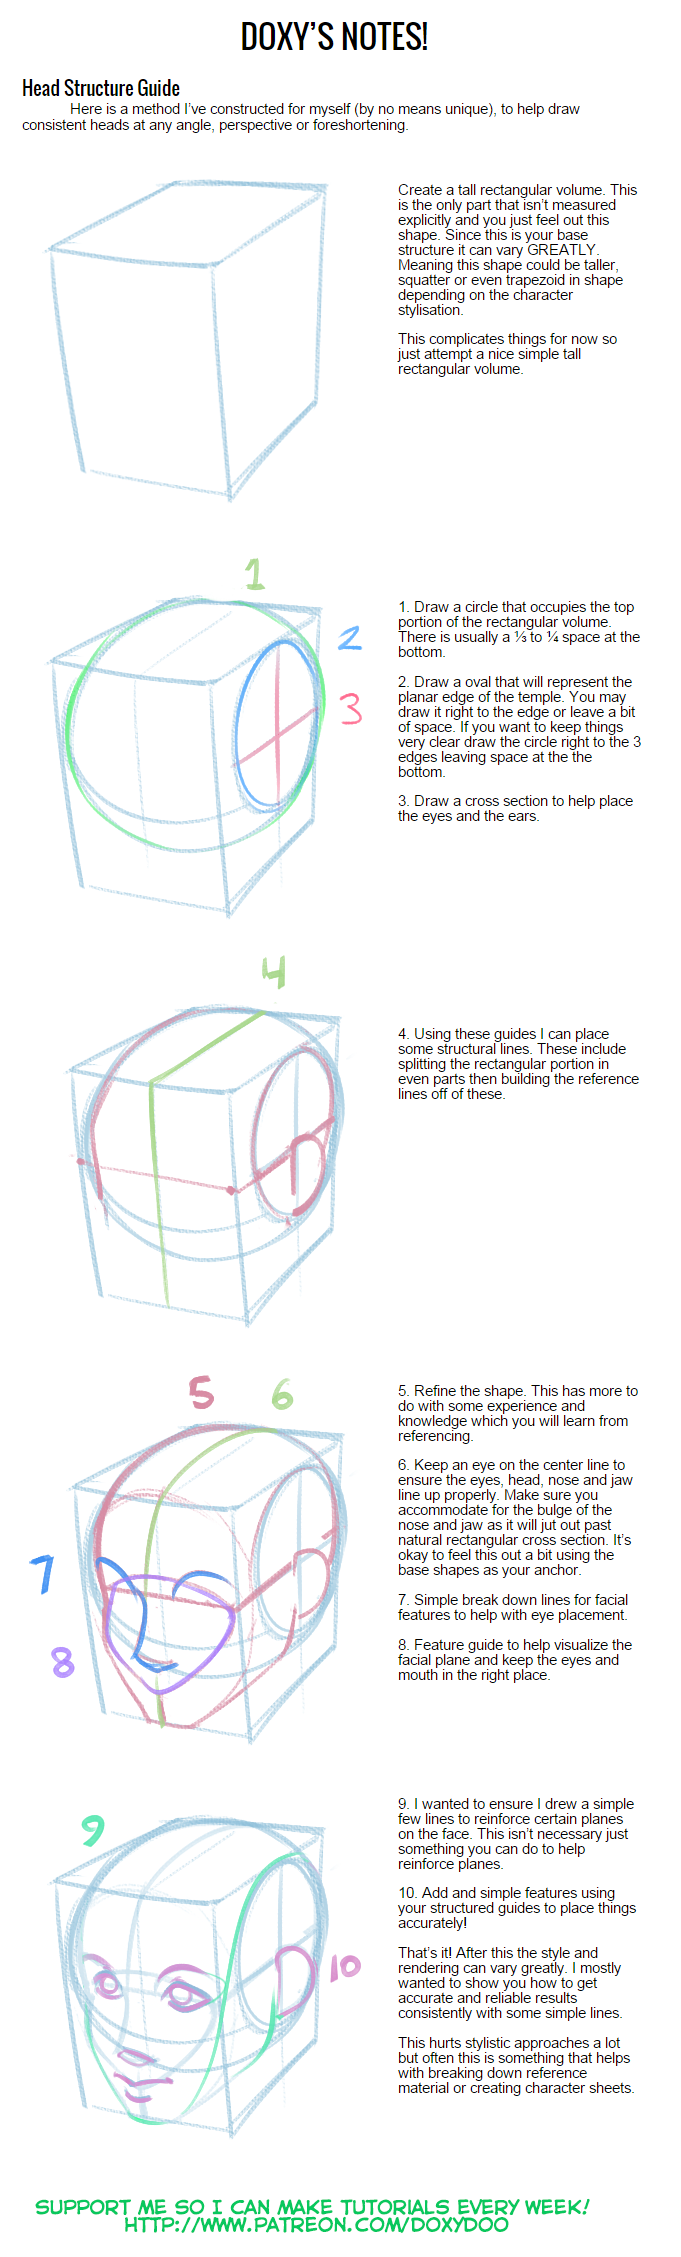 DOXY'S NOTES!
Head Structure Guide
Here is a method I've constructed for myself (by no means unique), to help draw
consistent heads at any angle, perspective or foreshortening.
Create a tall rectangular volume. This
is the only part that isn't measured
explicitly and you just feel out this
shape. Since this is your base
structure it can vary GREATLY.
Meaning this shape could be taller,
squatter or even trapezoid in shape
depending on the character
stylisation.
This complicates things for now so
just attempt a nice simple tall
rectangular volume.
1
2
3
1. Draw a circle that occupies the top
portion of the rectangular volume.
There is usually a ⅓ to ¼ space at the
bottom.
2. Draw a oval that will represent the
planar edge of the temple. You may
draw it right to the edge or leave a bit
of space. If you want to keep things
very clear draw the circle right to the 3
edges leaving space at the the
bottom.
3. Draw a cross section to help place
the eyes and the ears.
4
4. Using these guides I can place
some structural lines. These include
splitting the rectangular portion in
even parts then building the reference
lines off of these.
5 6
7
8
5. Refine the shape. This has more to
do with some experience and
knowledge which you will learn from
referencing.
6. Keep an eye on the center line to
ensure the eyes, head, nose and jaw
line up properly. Make sure you
accommodate for the bulge of the
nose and jaw as it will jut out past
natural rectangular cross section. It's
okay to feel this out a bit using the
base shapes as your anchor.
7. Simple break down lines for facial
features to help with eye placement.
8. Feature guide to help visualize the
facial plane and keep the eyes and
mouth in the right place.
9
10
9. I wanted to ensure I drew a simple
few lines to reinforce certain planes
on the face. This isn't necessary just
something you can do to help
reinforce planes.
10. Add and simple features using
your structured guides to place things
accurately!
That's it! After this the style and
rendering can vary greatly. I mostly
wanted to show you how to get
accurate and reliable results
consistently with some simple lines.
This hurts stylistic approaches a lot
but often this is something that helps
with breaking down reference
material or creating character sheets.
SUPPORT ME SO I CAN MAKE TUTORIALS EVERY WEEK!
HTTP://WWW.PATREON.COM/DOXYDOO